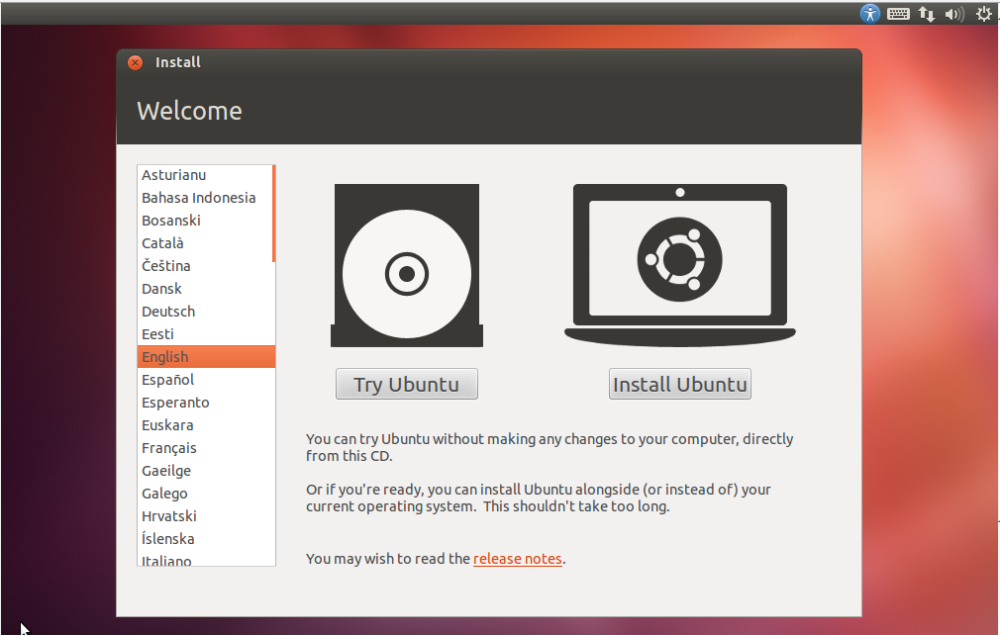 Install
Welcome
Asturianu
Bahasa Indonesia
Bosanski
Català
Čeština
Dansk
Deutsch
Eesti
English
Español
Esperanto
Euskara
Français
Gaeilge
Galego
Hrvatski
Íslenska
Italiano
Try Ubuntu
Install Ubuntu
You can try Ubuntu without making any changes to your computer, directly
from this CD.
Or if you're ready, you can install Ubuntu alongside (or instead of) your
current operating system.  This shouldn't take too long.
You may wish to read the release notes.